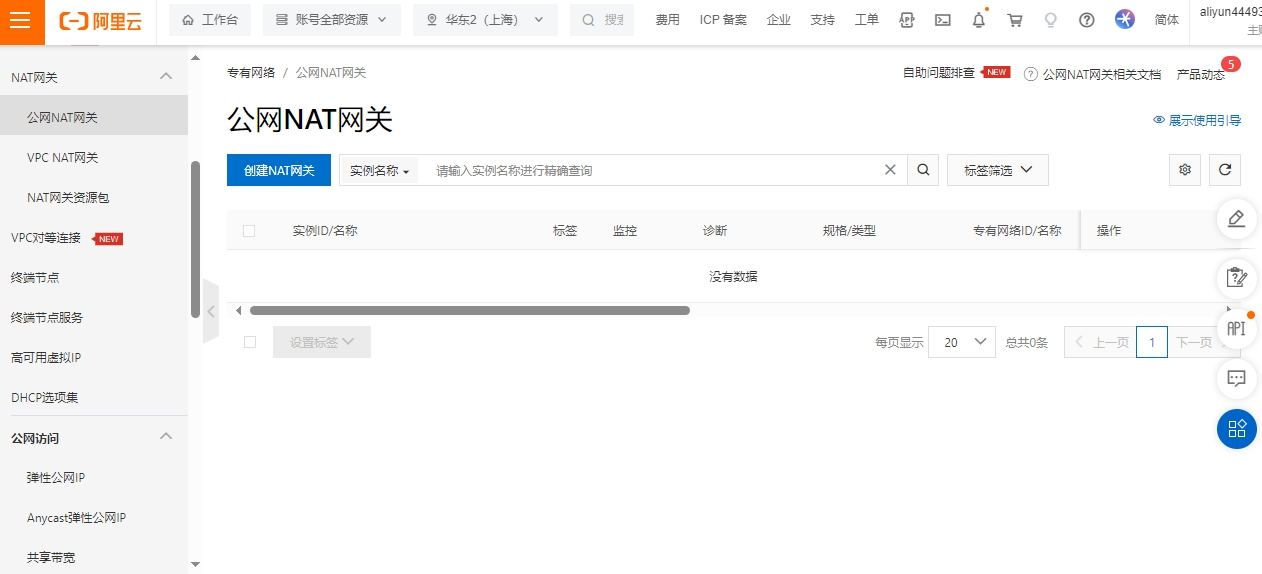 阿里云 工作台 账号全部资源 华东2（上海） 搜 费用 ICP 备案 企业 支持 工单 简体 aliyun44493
主账
NAT网关
公网NAT网关
VPC NAT网关
NAT网关资源包
VPC对等连接 NEW
终端节点
终端节点服务
高可用虚拟IP
DHCP选项集
公网访问
弹性公网IP
Anycast弹性公网IP
共享带宽
专有网络 / 公网NAT网关
自助问题排查 NEW 公网NAT网关相关文档 产品动态 5
公网NAT网关
展示使用引导
创建NAT网关 实例名称 请输入实例名称进行精确查询 标签筛选
实例ID/名称 标签 监控 诊断 规格/类型 专有网络ID/名称 操作
没有数据
设置标签 每页显示 20 总共0条 上一页 1 下一页
API